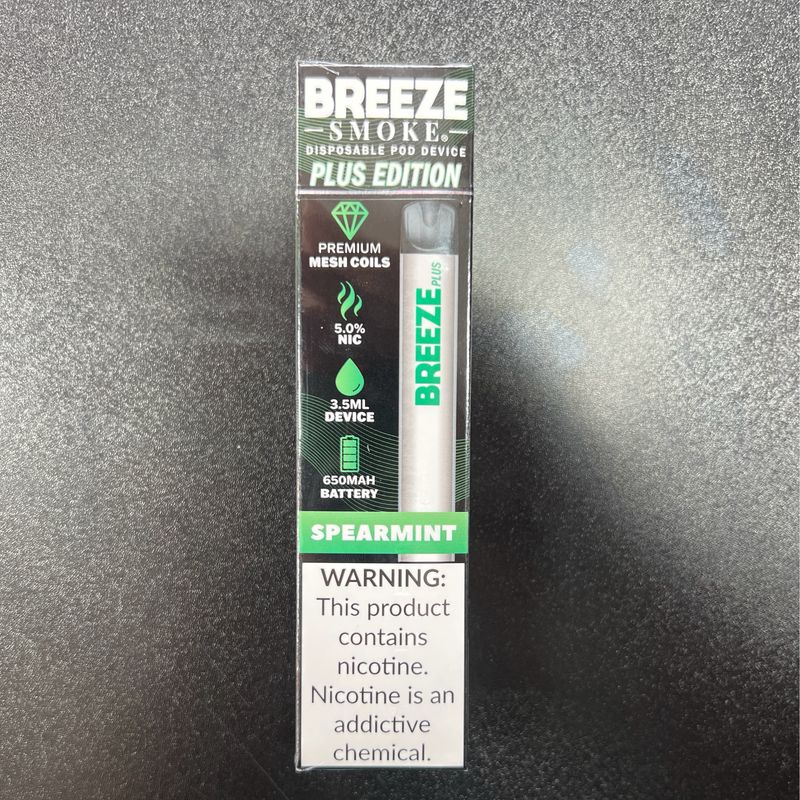 BREEZE
SMOKE®
DISPOSABLE POD DEVICE
PLUS EDITION
PREMIUM
MESH COILS
5.0%
NIC
3.5ML
DEVICE
650MAH
BATTERY
BREEZE PLUS
SPEARMINT
WARNING:
This product
contains
nicotine.
Nicotine is an
addictive
chemical.